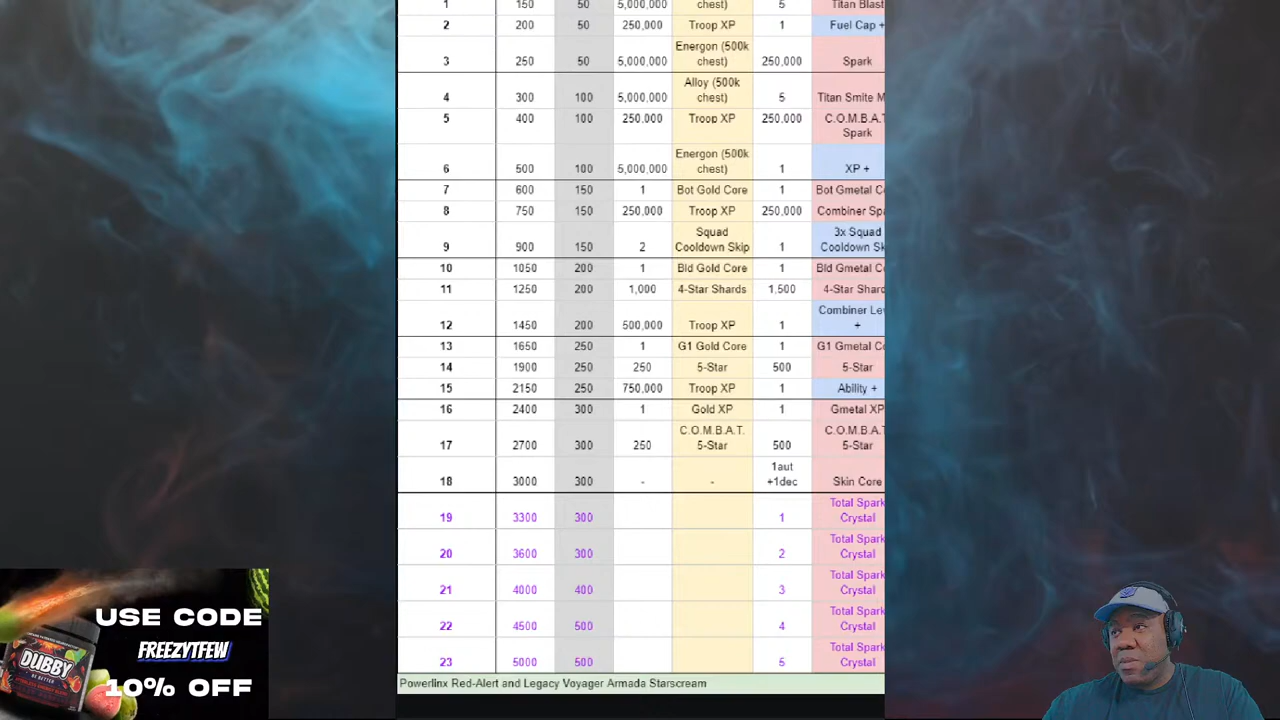 1 150 50 5,000,000 chest) 5 Titan Blast
2 200 50 250,000 Troop XP 1 Fuel Cap +
3 250 50 5,000,000 Energon (500k chest) 250,000 Spark
4 300 100 5,000,000 Alloy (500k chest) 5 Titan Smite M
5 400 100 250,000 Troop XP 250,000 C.O.M.B.A.T. Spark
6 500 100 5,000,000 Energon (500k chest) 1 XP +
7 600 150 1 Bot Gold Core 1 Bot Gmetal C
8 750 150 250,000 Troop XP 250,000 Combiner Spa
9 900 150 2 Squad Cooldown Skip 1 3x Squad Cooldown Sk
10 1050 200 1 Bld Gold Core 1 Bld Gmetal C
11 1250 200 1,000 4-Star Shards 1,500 4-Star Shard
12 1450 200 500,000 Troop XP 1 Combiner Lev +
13 1650 250 1 G1 Gold Core 1 G1 Gmetal C
14 1900 250 250 5-Star 500 5-Star
15 2150 250 750,000 Troop XP 1 Ability +
16 2400 300 1 Gold XP 1 Gmetal XP
17 2700 300 250 C.O.M.B.A.T. 5-Star 500 C.O.M.B.A.T. 5-Star
18 3000 300 - - 1aut +1dec Skin Core
19 3300 300 1 Total Spark Crystal
20 3600 300 2 Total Spark Crystal
21 4000 400 3 Total Spark Crystal
22 4500 500 4 Total Spark Crystal
23 5000 500 5 Total Spark Crystal
Powerlinx Red-Alert and Legacy Voyager Armada Starscream
USE CODE
FREEZYTFEW
10% OFF
DUBBY
BE BETTER